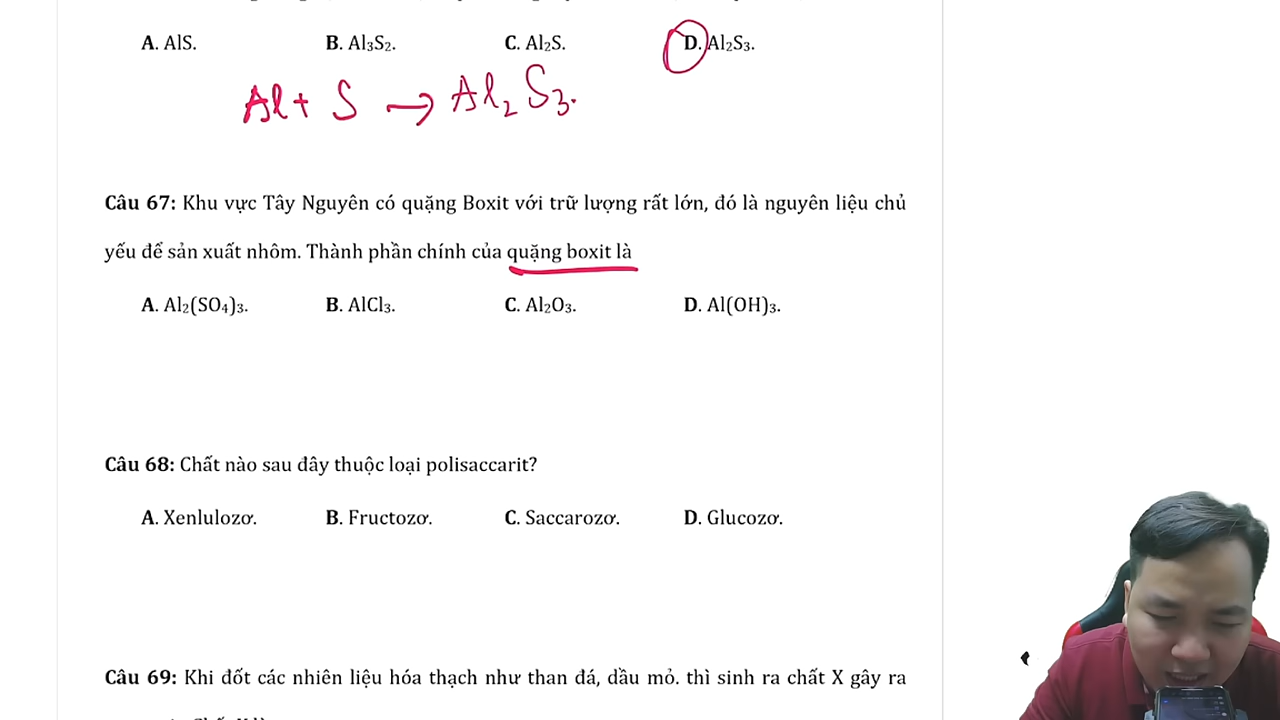 A. AlS. B. Al₃S₂. C. Al₂S. D. Al₂S₃.
Al + S → Al₂S₃.
Câu 67: Khu vực Tây Nguyên có quặng Boxit với trữ lượng rất lớn, đó là nguyên liệu chủ
yếu để sản xuất nhôm. Thành phần chính của quặng boxit là
A. Al₂(SO₄)₃. B. AlCl₃. C. Al₂O₃. D. Al(OH)₃.
Câu 68: Chất nào sau đây thuộc loại polisaccarit?
A. Xenlulozơ. B. Fructozơ. C. Saccarozơ. D. Glucozơ.
Câu 69: Khi đốt các nhiên liệu hóa thạch như than đá, dầu mỏ. thì sinh ra chất X gây ra